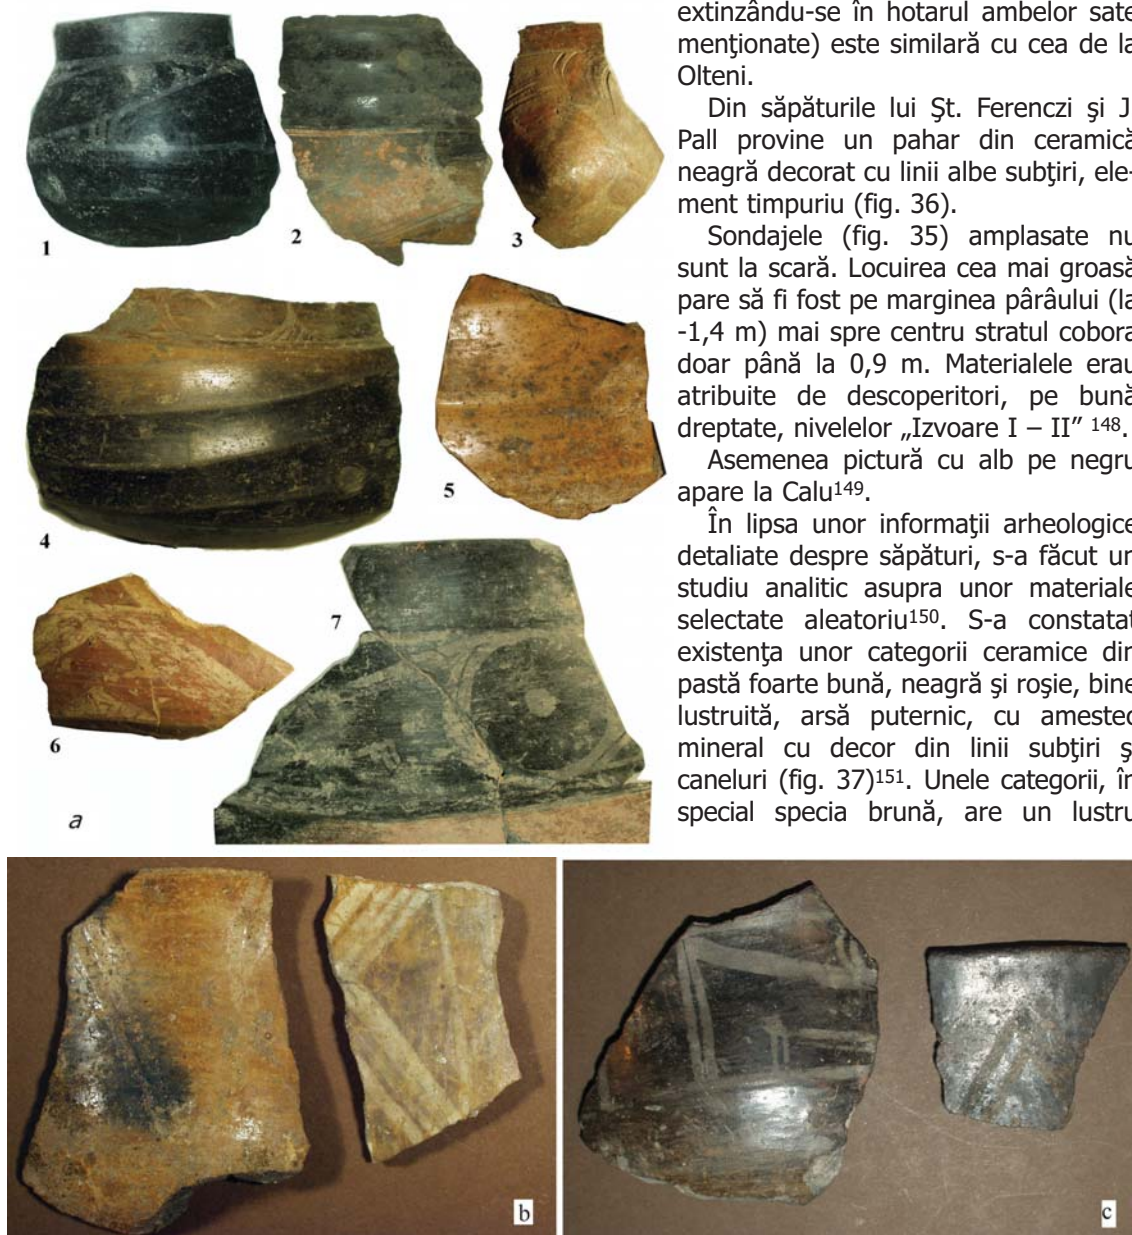 extinzându-se în hotarul ambelor sate
menţionate) este similară cu cea de la
Olteni.
Din săpăturile lui Şt. Ferenczi şi J.
Pall provine un pahar din ceramică
neagră decorat cu linii albe subţiri, ele-
ment timpuriu (fig. 36).
Sondajele (fig. 35) amplasate nu
sunt la scară. Locuirea cea mai groasă
pare să fi fost pe marginea pârâului (la
-1,4 m) mai spre centru stratul cobora
doar până la 0,9 m. Materialele erau
atribuite de descoperitori, pe bună
dreptate, nivelelor „Izvoare I – II” 148.
Asemenea pictură cu alb pe negru
apare la Calu149.
În lipsa unor informaţii arheologice
detaliate despre săpături, s-a făcut un
studiu analitic asupra unor materiale
selectate aleatoriu150. S-a constatat
existenţa unor categorii ceramice din
pastă foarte bună, neagră şi roşie, bine
lustruită, arsă puternic, cu amestec
mineral cu decor din linii subţiri şi
caneluri (fig. 37)151. Unele categorii, în
special specia brună, are un lustru
1
2
3
4
5
6
7
a
b
c